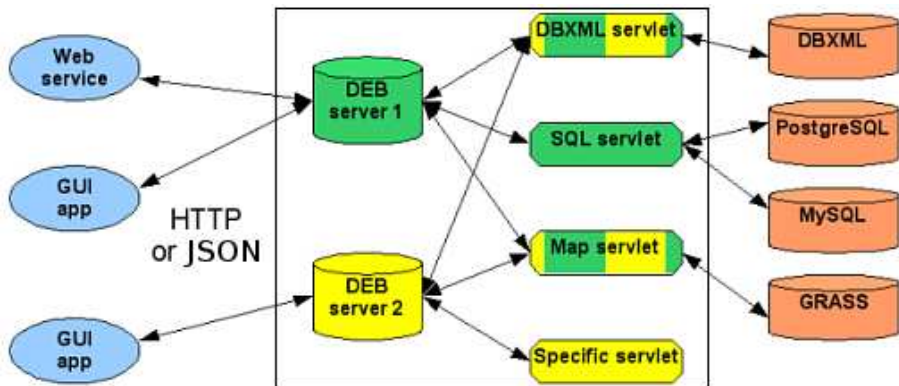 Web
service
GUI
app
HTTP
or JSON
GUI
app
DEB
server 1
DEB
server 2
DBXML servlet
SQL servlet
Map servlet
Specific servlet
DBXML
PostgreSQL
MySQL
GRASS